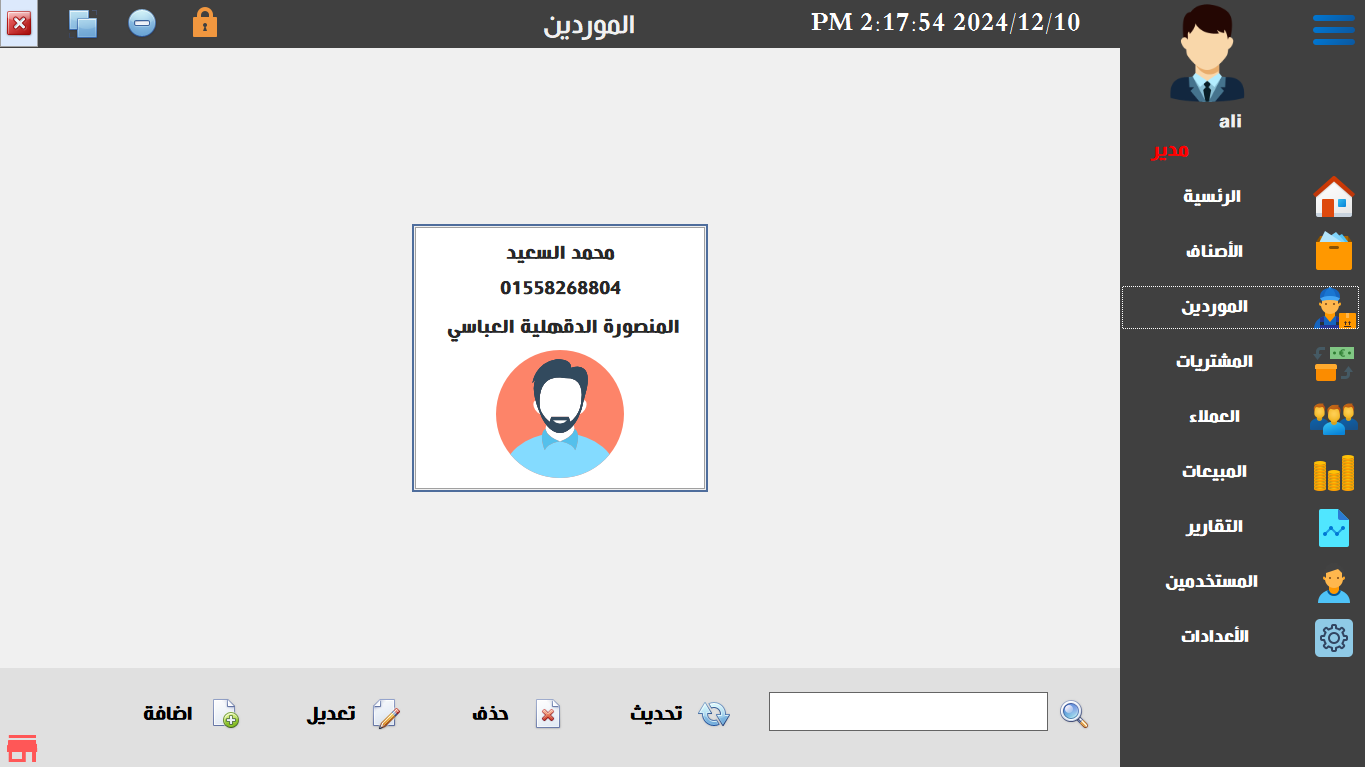 الموردين
PM 2:17:54 2024/12/10
ali
مدير
الرئسية
الأصناف
الموردين
المشتريات
العملاء
المبيعات
التقارير
المستخدمين
الأعدادات
محمد السعيد
01558268804
المنصورة الدقهلية العباسي
تحديث
حذف
تعديل
اضافة